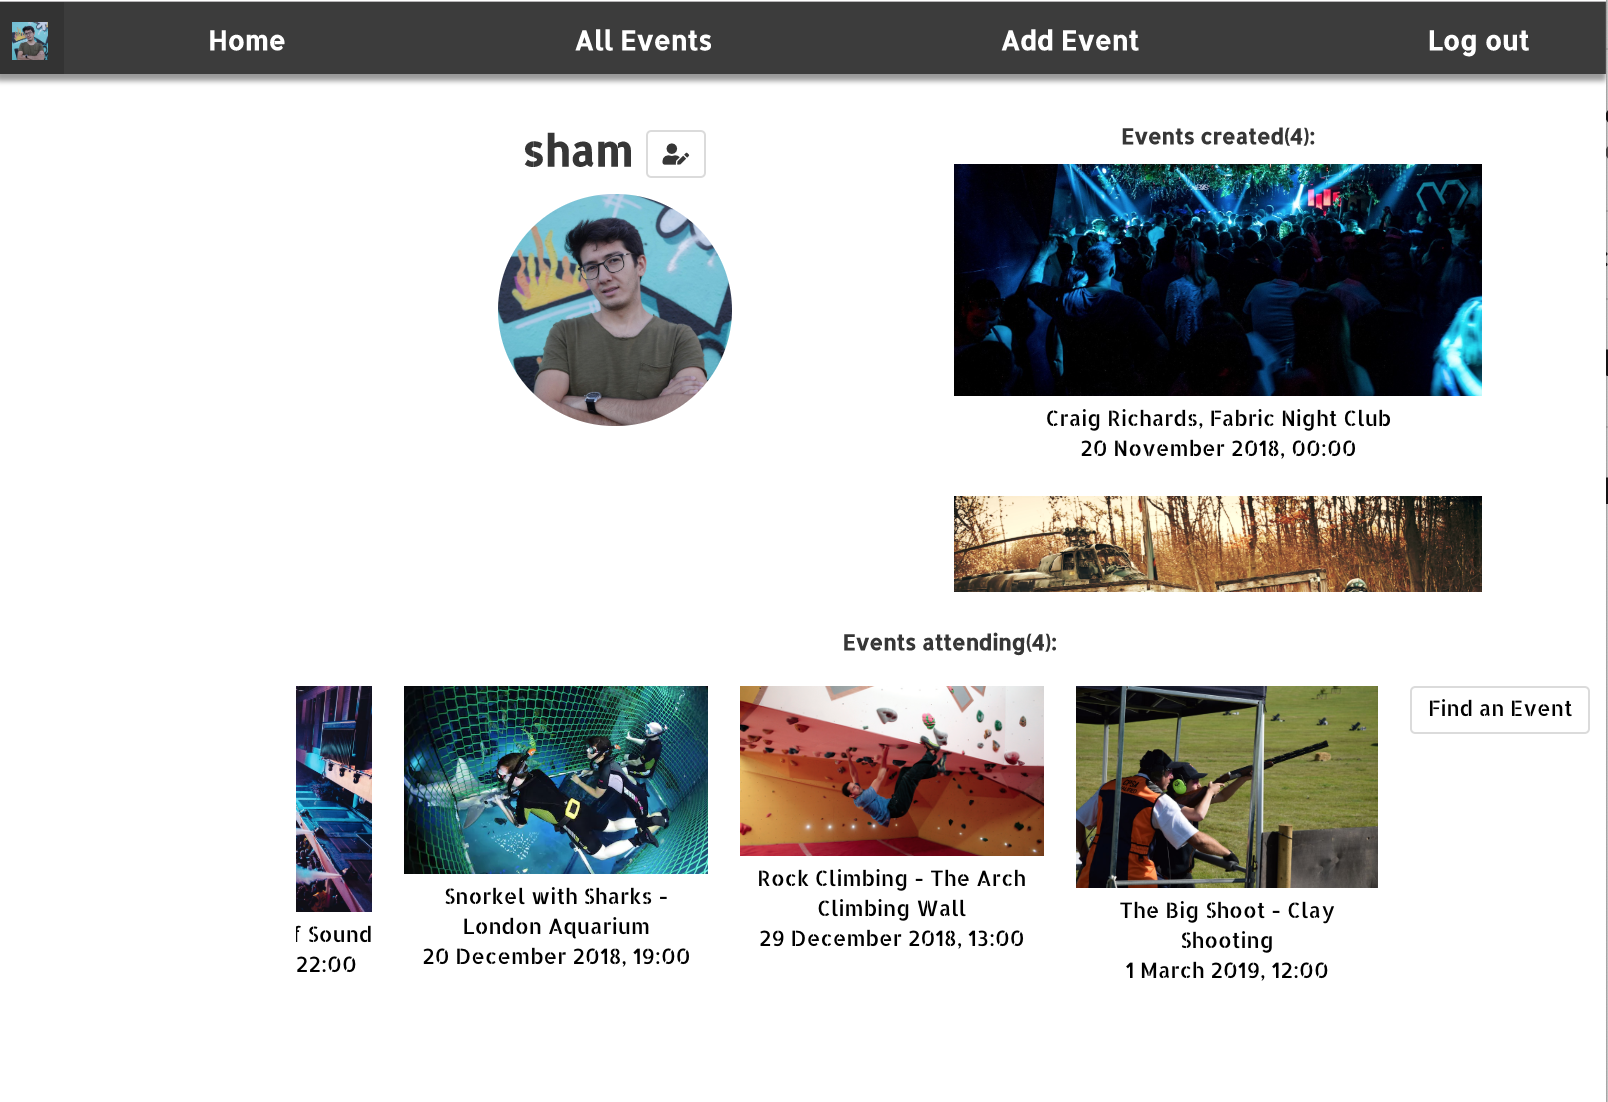 Home
All Events
Add Event
Log out
sham
Events created(4):
Craig Richards, Fabric Night Club
20 November 2018, 00:00
Events attending(4):
f Sound
22:00
Snorkel with Sharks -
London Aquarium
20 December 2018, 19:00
Rock Climbing - The Arch
Climbing Wall
29 December 2018, 13:00
The Big Shoot - Clay
Shooting
1 March 2019, 12:00
Find an Event